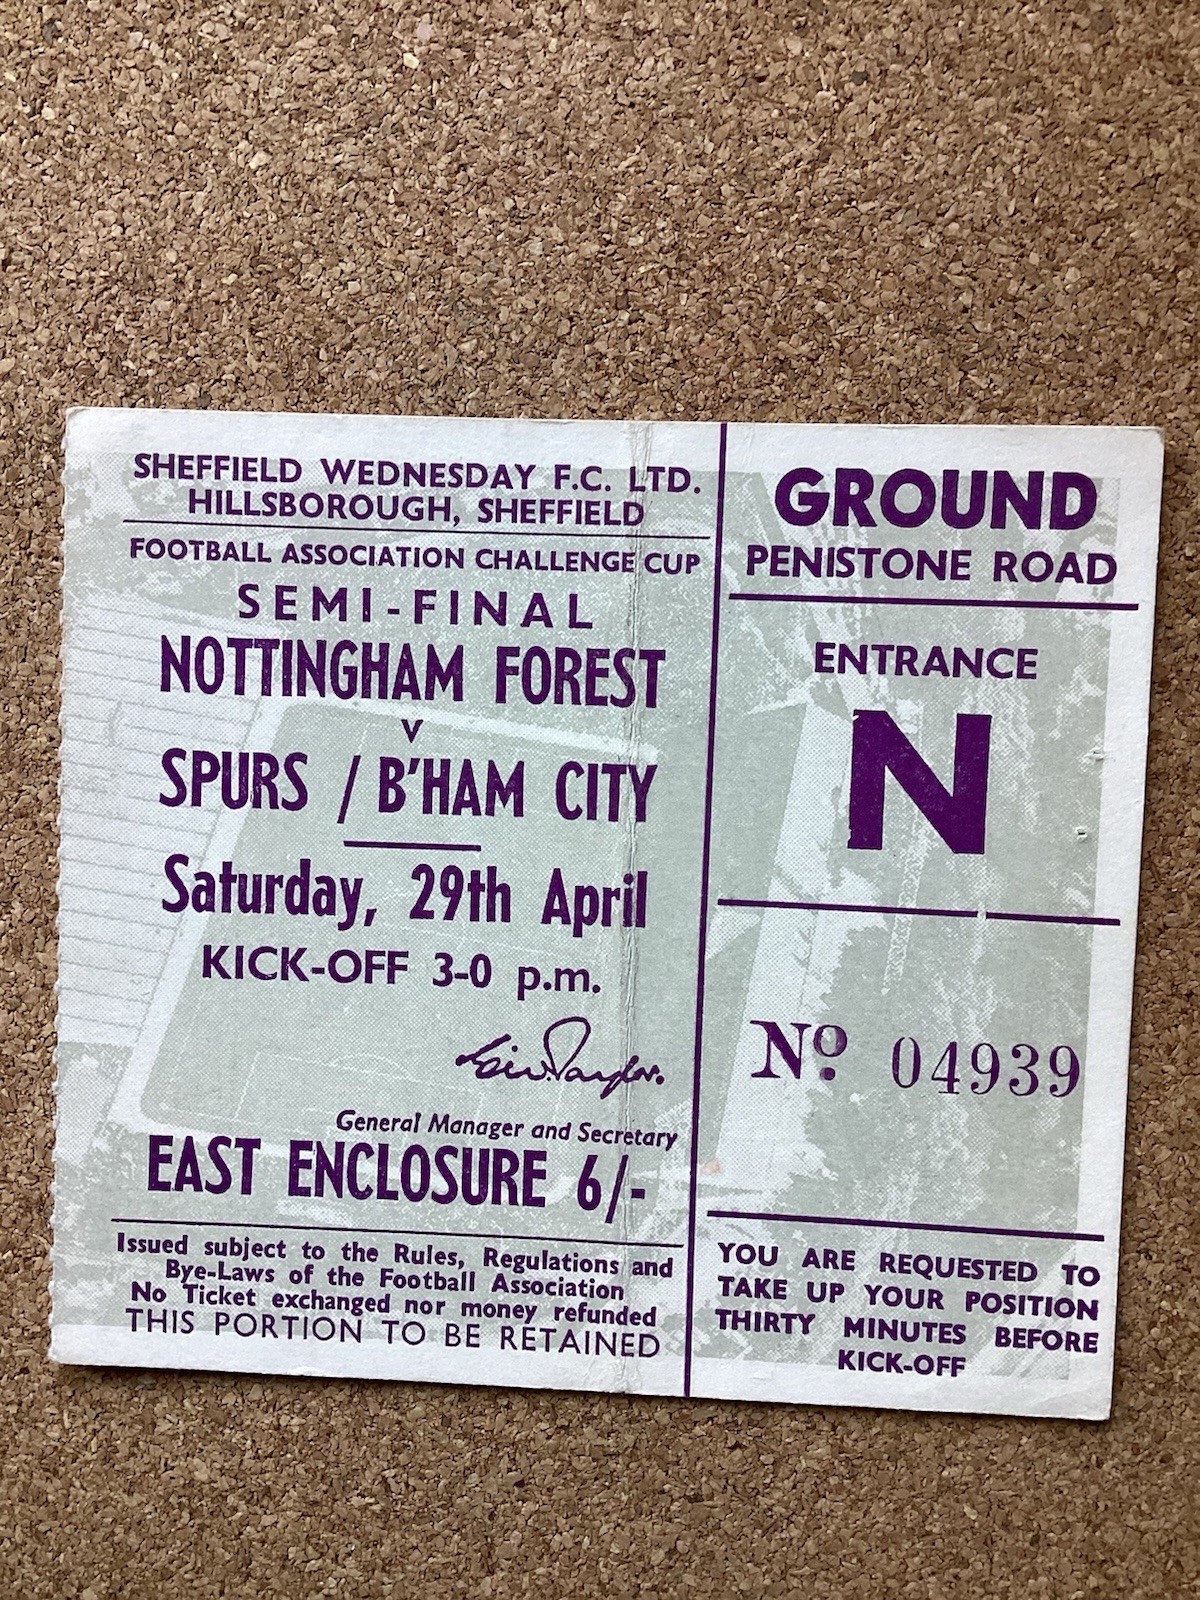 SHEFFIELD WEDNESDAY F.C. LTD.
HILLSBOROUGH, SHEFFIELD
FOOTBALL ASSOCIATION CHALLENGE CUP
SEMI-FINAL
NOTTINGHAM FOREST
v
SPURS / B'HAM CITY
Saturday, 29th April
KICK-OFF 3-0 p.m.
Eric Taylor.
General Manager and Secretary
EAST ENCLOSURE 6/-
Issued subject to the Rules, Regulations and
Bye-Laws of the Football Association
No Ticket exchanged nor money refunded
THIS PORTION TO BE RETAINED
GROUND
PENISTONE ROAD
ENTRANCE
N
Nº. 04939
YOU ARE REQUESTED TO
TAKE UP YOUR POSITION
THIRTY MINUTES BEFORE
KICK-OFF